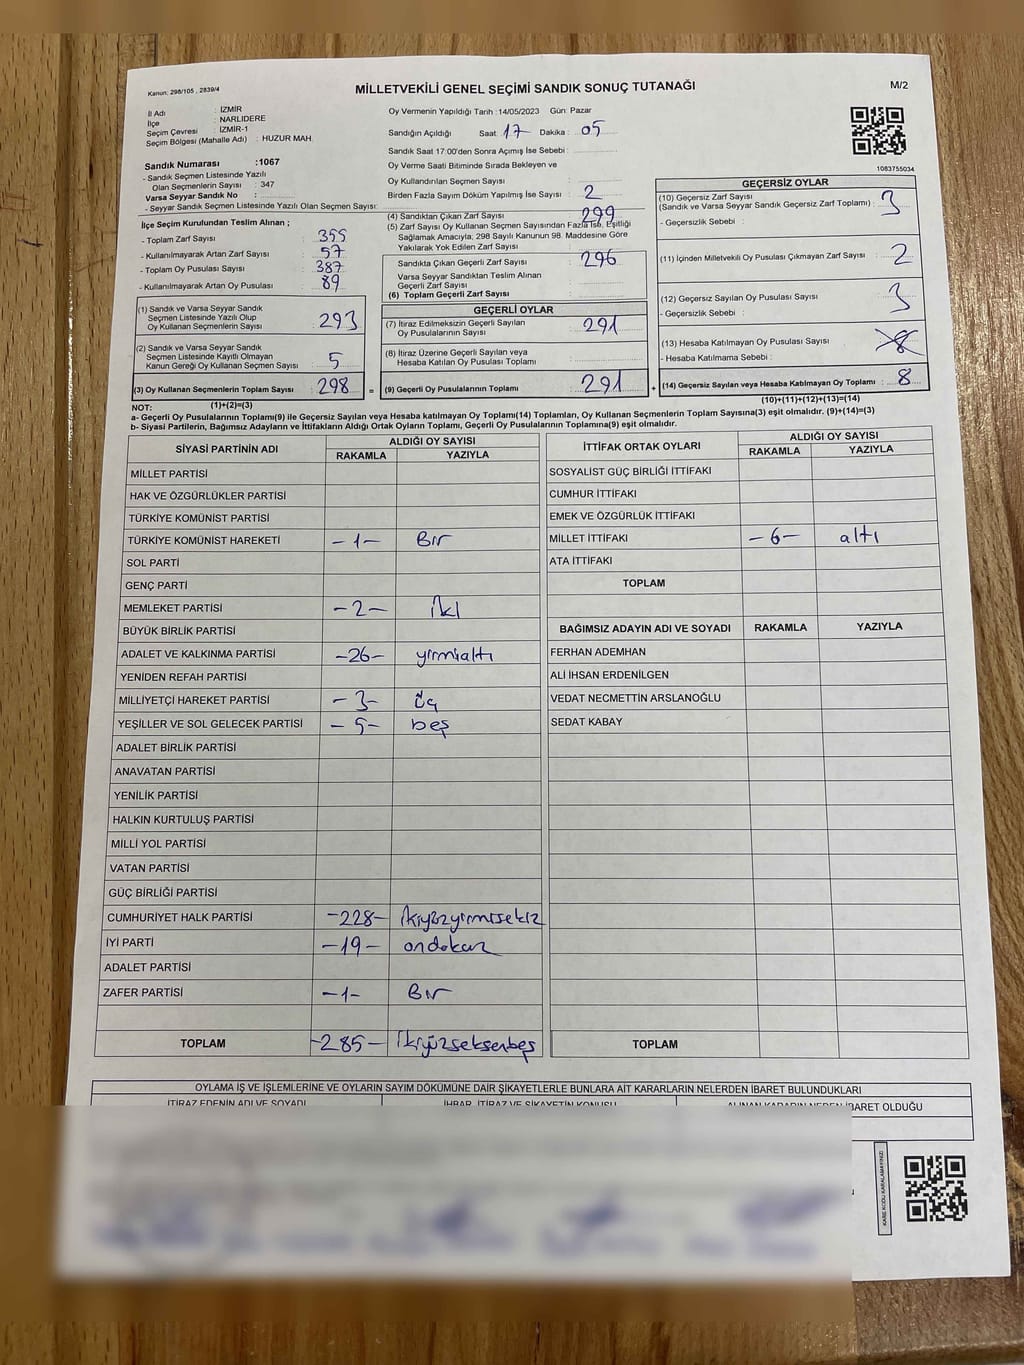 Kanun: 298/105 , 2839/4
MİLLETVEKİLİ GENEL SEÇİMİ SANDIK SONUÇ TUTANAĞI
M/2
İl Adı : İZMİR
İlçe : NARLIDERE
Seçim Çevresi : İZMİR-1
Seçim Bölgesi (Mahalle Adı) : HUZUR MAH.
Sandık Numarası :1067
- Sandık Seçmen Listesinde Yazılı
Olan Seçmenlerin Sayısı : 347
Varsa Seyyar Sandık No :
- Seyyar Sandık Seçmen Listesinde Yazılı Olan Seçmen Sayısı:
Oy Vermenin Yapıldığı Tarih :14/05/2023 Gün: Pazar
Sandığın Açıldığı Saat :17 Dakika : 05
Sandık Saat 17:00'den Sonra Açımış İse Sebebi :
Oy Verme Saati Bitiminde Sırada Bekleyen ve
Oy Kullandırılan Seçmen Sayısı :
Birden Fazla Sayım Döküm Yapılmış İse Sayısı : 2
1083755034
İlçe Seçim Kurulundan Teslim Alınan ;
- Toplam Zarf Sayısı : 355
- Kullanılmayarak Artan Zarf Sayısı : 57
- Toplam Oy Pusulası Sayısı : 387
- Kullanılmayarak Artan Oy Pusulası : 89
(4) Sandıktan Çıkan Zarf Sayısı : 299
(5) Zarf Sayısı Oy Kullanan Seçmen Sayısından Fazla İse, Eşitliği
Sağlamak Amacıyla; 298 Sayılı Kanunun 98. Maddesine Göre
Yakılarak Yok Edilen Zarf Sayısı :
Sandıkta Çıkan Geçerli Zarf Sayısı : 296
Varsa Seyyar Sandıktan Teslim Alınan
Geçerli Zarf Sayısı :
(6) Toplam Geçerli Zarf Sayısı :
GEÇERSİZ OYLAR
(10) Geçersiz Zarf Sayısı
(Sandık ve Varsa Seyyar Sandık Geçersiz Zarf Toplamı) : 3
- Geçersizlik Sebebi :
(11) İçinden Milletvekili Oy Pusulası Çıkmayan Zarf Sayısı : 2
(12) Geçersiz Sayılan Oy Pusulası Sayısı : 3
- Geçersizlik Sebebi :
(13) Hesaba Katılmayan Oy Pusulası Sayısı : 8
- Hesaba Katılmama Sebebi :
(1) Sandık ve Varsa Seyyar Sandık
Seçmen Listesinde Yazılı Olup
Oy Kullanan Seçmenlerin Sayısı : 293
(2) Sandık ve Varsa Seyyar Sandık
Seçmen Listesinde Kayıtlı Olmayan
Kanun Gereği Oy Kullanan Seçmen Sayısı : 5
GEÇERLİ OYLAR
(7) İtiraz Edilmeksizin Geçerli Sayılan
Oy Pusulalarının Sayısı : 291
(8) İtiraz Üzerine Geçerli Sayılan veya
Hesaba Katılan Oy Pusulası Toplamı :
(3) Oy Kullanan Seçmenlerin Toplam Sayısı : 298 = (9) Geçerli Oy Pusulalarının Toplamı : 291 + (14) Geçersiz Sayılan veya Hesaba Katılmayan Oy Toplamı : 8
(1)+(2)=(3)
(10)+(11)+(12)+(13)=(14)
NOT:
a- Geçerli Oy Pusulalarının Toplamı(9) ile Geçersiz Sayılan veya Hesaba katılmayan Oy Toplamı(14) Toplamları, Oy Kullanan Seçmenlerin Toplam Sayısına(3) eşit olmalıdır. (9)+(14)=(3)
b- Siyasi Partilerin, Bağımsız Adayların ve İttifakların Aldığı Ortak Oyların Toplamı, Geçerli Oy Pusulalarının Toplamına(9) eşit olmalıdır.
SİYASİ PARTİNİN ADI
ALDIĞI OY SAYISI
RAKAMLA YAZIYLA
MİLLET PARTİSİ
HAK VE ÖZGÜRLÜKLER PARTİSİ
TÜRKİYE KOMÜNİST PARTİSİ
TÜRKİYE KOMÜNİST HAREKETİ -1- Bir
SOL PARTİ
GENÇ PARTİ
MEMLEKET PARTİSİ -2- İki
BÜYÜK BİRLİK PARTİSİ
ADALET VE KALKINMA PARTİSİ -26- yirmialtı
YENİDEN REFAH PARTİSİ
MİLLİYETÇİ HAREKET PARTİSİ -3- üç
YEŞİLLER VE SOL GELECEK PARTİSİ -5- beş
ADALET BİRLİK PARTİSİ
ANAVATAN PARTİSİ
YENİLİK PARTİSİ
HALKIN KURTULUŞ PARTİSİ
MİLLİ YOL PARTİSİ
VATAN PARTİSİ
GÜÇ BİRLİĞİ PARTİSİ
CUMHURİYET HALK PARTİSİ -228- ikiyüzyirmisekiz
İYİ PARTİ -19- ondokuz
ADALET PARTİSİ
ZAFER PARTİSİ -1- Bir
TOPLAM -285- ikiyüzseksenbeş
İTTİFAK ORTAK OYLARI
ALDIĞI OY SAYISI
RAKAMLA YAZIYLA
SOSYALİST GÜÇ BİRLİĞİ İTTİFAKI
CUMHUR İTTİFAKI
EMEK VE ÖZGÜRLÜK İTTİFAKI
MİLLET İTTİFAKI -6- altı
ATA İTTİFAKI
TOPLAM
BAĞIMSIZ ADAYIN ADI VE SOYADI RAKAMLA YAZIYLA
FERHAN ADEMHAN
ALİ İHSAN ERDENİLGEN
VEDAT NECMETTİN ARSLANOĞLU
SEDAT KABAY
TOPLAM
OYLAMA İŞ VE İŞLEMLERİNE VE OYLARIN SAYIM DÖKÜMÜNE DAİR ŞİKAYETLERLE BUNLARA AİT KARARLARIN NELERDEN İBARET BULUNDUKLARI
İTİRAZ EDENİN ADI VE SOYADI İHBAR, İTİRAZ VE ŞİKAYETİN KONUSU ALINAN KARARIN NEDEN İBARET OLDUĞU
KARE KODU KARALAMAYINIZ!